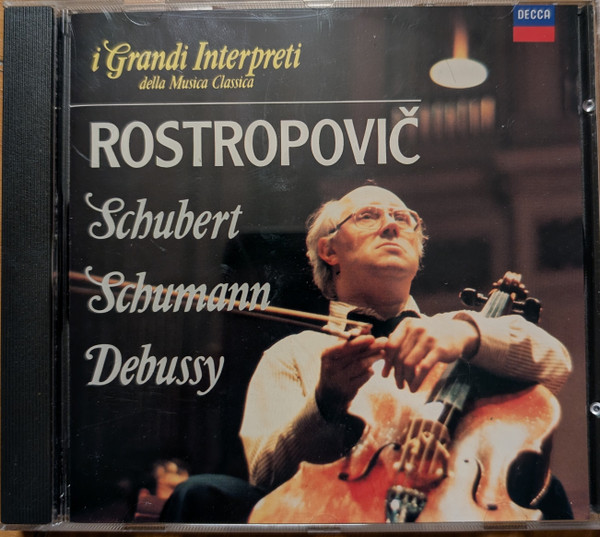 DECCA
i Grandi Interpreti
della Musica Classica
ROSTROPOVIČ
Schubert
Schumann
Debussy